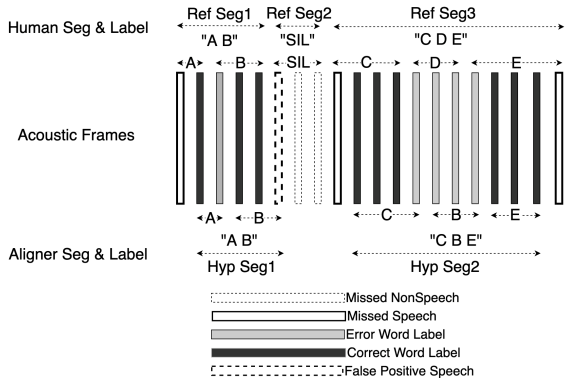 Ref Seg1 Ref Seg2 Ref Seg3
Human Seg & Label
"A B" "SIL" "C D E"
A B SIL C D E
Acoustic Frames
A B C B E
"A B" "C B E"
Aligner Seg & Label
Hyp Seg1 Hyp Seg2
Missed NonSpeech
Missed Speech
Error Word Label
Correct Word Label
False Positive Speech